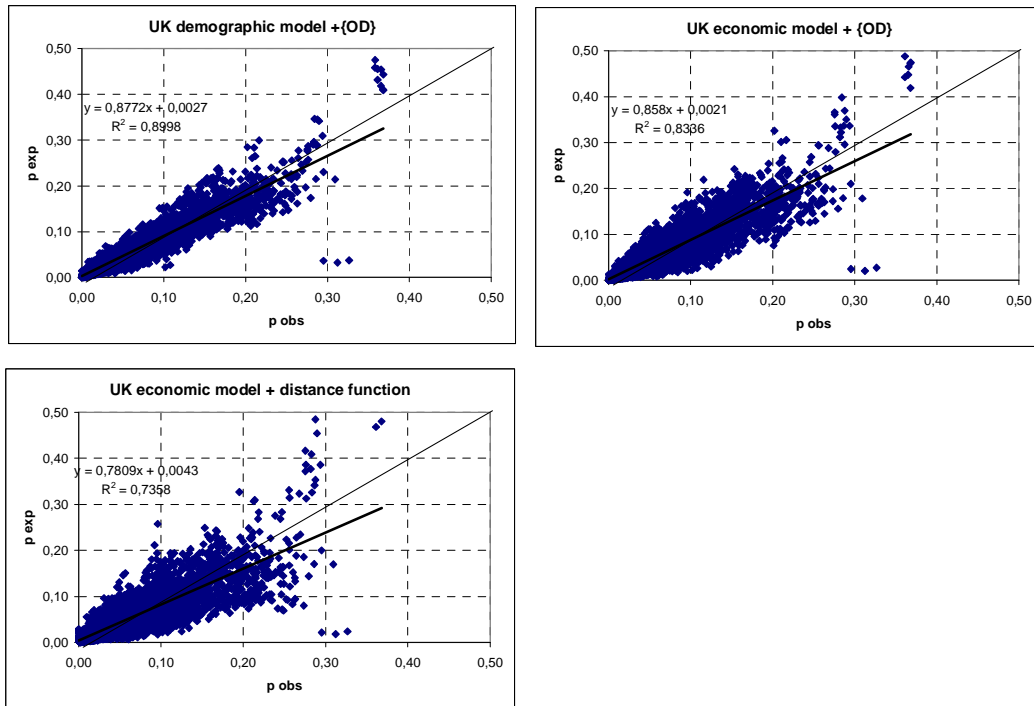 UK demographic model +{OD}
0,50
0,40
y = 0,8772x + 0,0027
R² = 0,8998
0,30
p exp
0,20
0,10
0,00
0,00 0,10 0,20 0,30 0,40 0,50
p obs
UK economic model + {OD}
0,50
0,40
y = 0,858x + 0,0021
R² = 0,8336
0,30
p exp
0,20
0,10
0,00
0,00 0,10 0,20 0,30 0,40 0,50
p obs
UK economic model + distance function
0,50
0,40
y = 0,7809x + 0,0043
R² = 0,7358
0,30
p exp
0,20
0,10
0,00
0,00 0,10 0,20 0,30 0,40 0,50
p obs